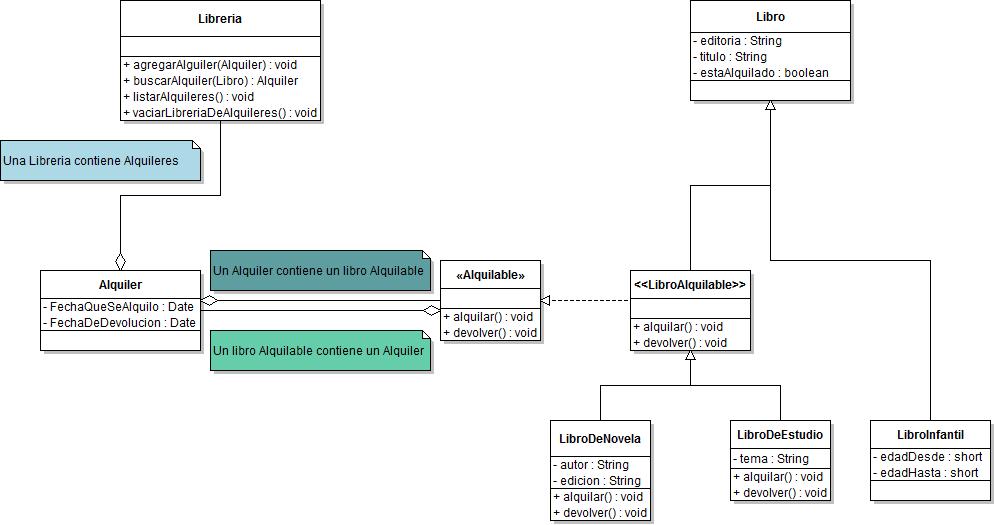 Libreria
+ agregarAlguiler(Alquiler) : void
+ buscarAlquiler(Libro) : Alquiler
+ listarAlquileres() : void
+ vaciarLibreriaDeAlquileres() : void
Libro
- editoria : String
- titulo : String
- estaAlquilado : boolean
Una Libreria contiene Alquileres
Alquiler
- FechaQueSeAlquilo : Date
- FechaDeDevolucion : Date
Un Alquiler contiene un libro Alquilable
Un libro Alquilable contiene un Alquiler
«Alquilable»
+ alquilar() : void
+ devolver() : void
<<LibroAlquilable>>
+ alquilar() : void
+ devolver() : void
LibroDeNovela
- autor : String
- edicion : String
+ alquilar() : void
+ devolver() : void
LibroDeEstudio
- tema : String
+ alquilar() : void
+ devolver() : void
LibroInfantil
- edadDesde : short
- edadHasta : short